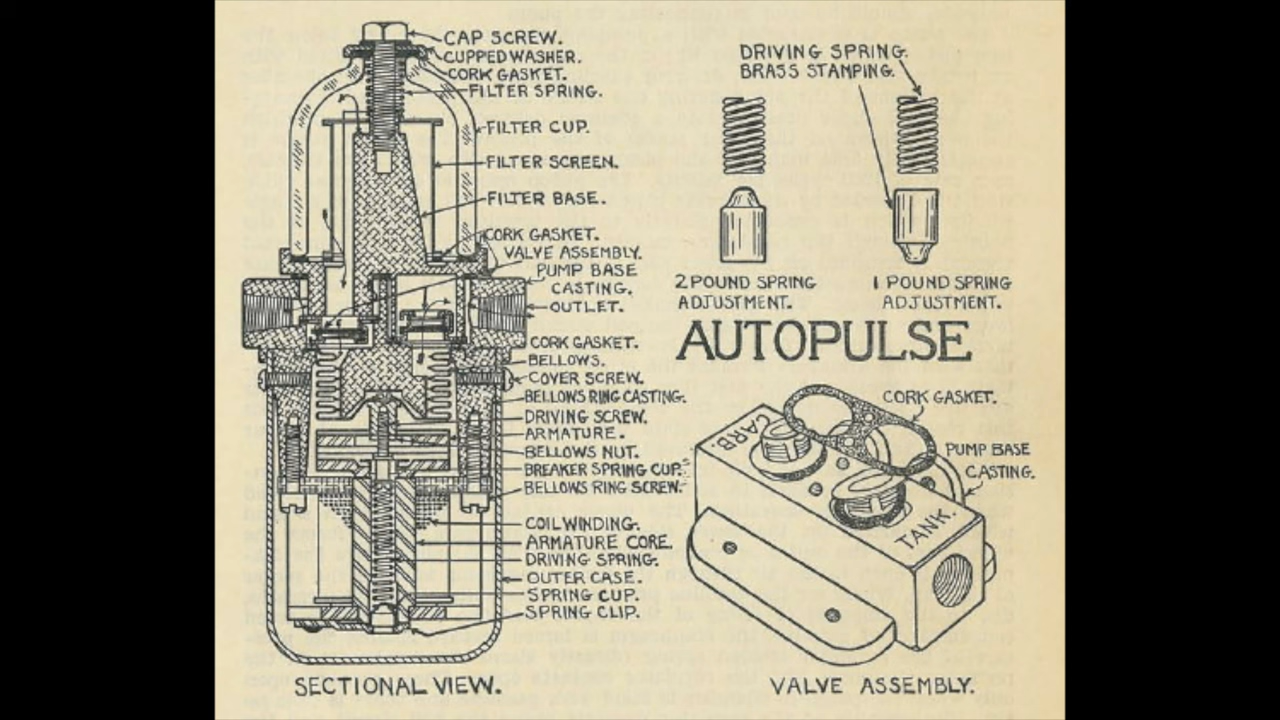 CAP SCREW.
CUPPED WASHER.
CORK GASKET.
FILTER SPRING.
FILTER CUP.
FILTER SCREEN.
FILTER BASE.
CORK GASKET.
VALVE ASSEMBLY.
PUMP BASE
CASTING.
OUTLET.
CORK GASKET.
BELLOWS.
COVER SCREW.
BELLOWS RING CASTING.
DRIVING SCREW.
ARMATURE.
BELLOWS NUT.
BREAKER SPRING CUP.
BELLOWS RING SCREW.
COIL WINDING.
ARMATURE CORE.
DRIVING SPRING.
OUTER CASE.
SPRING CUP.
SPRING CLIP.
SECTIONAL VIEW.
DRIVING SPRING.
BRASS STAMPING.
2 POUND SPRING
ADJUSTMENT.
1 POUND SPRING
ADJUSTMENT.
AUTOPULSE
CORK GASKET.
CARB.
PUMP BASE
CASTING.
TANK.
VALVE ASSEMBLY.